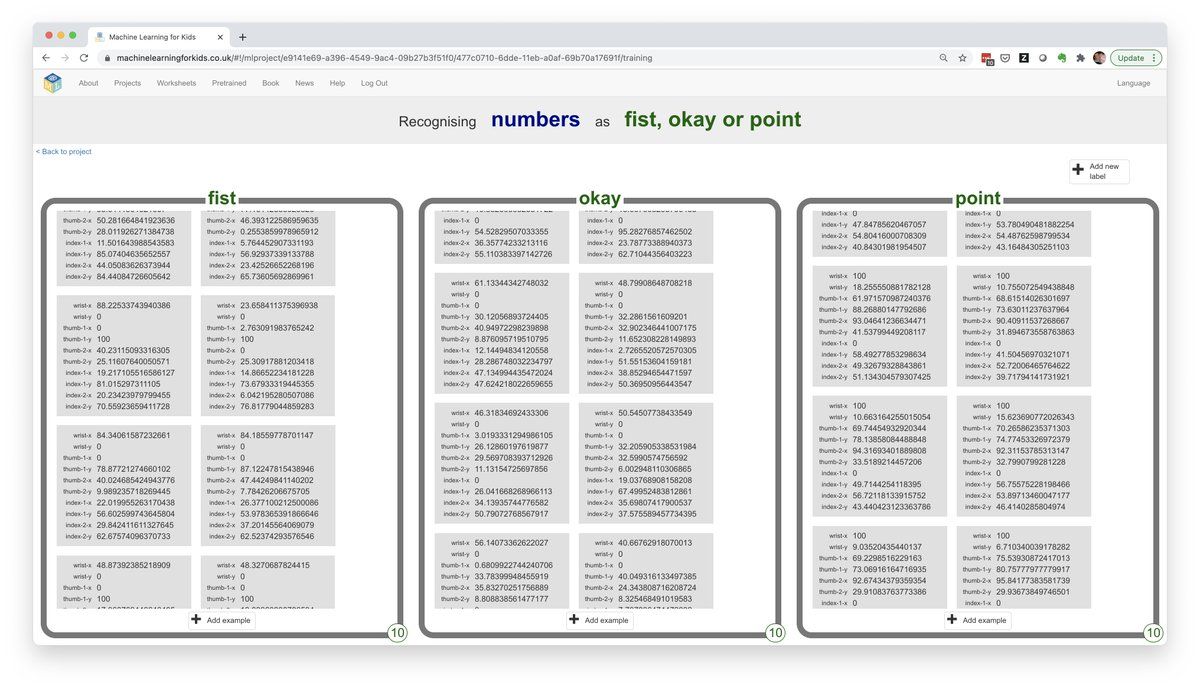 Machine Learning for Kids
machinelearningforkids.co.uk/#!/mlproject/e9141e69-a396-4549-9ac4-09b27b3f51f0/477c0710-6dde-11eb-a0af-69b70a17691f/training
Update
About Projects Worksheets Pretrained Book News Help Log Out Language
Recognising numbers as fist, okay or point
< Back to project
Add new label
fist
thumb-2-x 50.281664841923636
thumb-2-y 28.011926271384738
index-1-x 11.501643988543583
index-1-y 85.07404635652557
index-2-x 44.05083626373944
index-2-y 84.44084726605642
thumb-2-x 46.393122586959635
thumb-2-y 0.2553859978965912
index-1-x 5.764452907331193
index-1-y 56.92937339133788
index-2-x 23.42526652268196
index-2-y 65.73605692869961
wrist-x 88.22533743940386
wrist-y 0
thumb-1-x 0
thumb-1-y 100
thumb-2-x 40.23115093316305
thumb-2-y 25.11607640050571
index-1-x 19.217105516586127
index-1-y 81.015297311105
index-2-x 20.23423979799455
index-2-y 70.55923659411728
wrist-x 23.658411375396938
wrist-y 0
thumb-1-x 2.763091983765242
thumb-1-y 100
thumb-2-x 0
thumb-2-y 25.30917881203418
index-1-x 14.86652234181228
index-1-y 73.67933319445355
index-2-x 6.042195280507086
index-2-y 76.81779044859283
wrist-x 84.34061587232661
wrist-y 0
thumb-1-x 0
thumb-1-y 78.87721274660102
thumb-2-x 40.024685424943776
thumb-2-y 9.989235718269445
index-1-x 22.019955263170438
index-1-y 56.602599743645804
index-2-x 29.842411611327645
index-2-y 62.67574096370733
wrist-x 84.18559778701147
wrist-y 0
thumb-1-x 0
thumb-1-y 87.12247815438946
thumb-2-x 47.44249841140202
thumb-2-y 7.78426206675705
index-1-x 26.377100212500086
index-1-y 53.978365391866646
index-2-x 37.20145564069079
index-2-y 62.52374293576546
wrist-x 48.87392385218909
wrist-y 0
thumb-1-x 0
thumb-1-y 100
wrist-x 48.3270687824415
wrist-y 0
thumb-1-x 0
thumb-1-y 100
Add example
10
okay
index-1-x 0
index-1-y 54.52829507033355
index-2-x 36.35774233213116
index-2-y 55.110383397142726
index-1-x 0
index-1-y 95.28276857462502
index-2-x 23.78773388940373
index-2-y 62.71044356403223
wrist-x 61.13344342748032
wrist-y 0
thumb-1-x 0
thumb-1-y 30.12056893724405
thumb-2-x 40.94972298239898
thumb-2-y 8.876095719510795
index-1-x 12.14494834120558
index-1-y 28.286748032234797
index-2-x 47.134994435472024
index-2-y 47.624218022659655
wrist-x 48.79908648708218
wrist-y 0
thumb-1-x 0
thumb-1-y 32.2861561609201
thumb-2-x 32.902346441007175
thumb-2-y 11.652308228149893
index-1-x 2.7265520572570305
index-1-y 51.55153604159181
index-2-x 38.85294654471597
index-2-y 50.36950956443547
wrist-x 46.31834692433306
wrist-y 0
thumb-1-x 3.0193331294986105
thumb-1-y 26.12860197619877
thumb-2-x 29.569708393712926
thumb-2-y 11.13154725697856
index-1-x 0
index-1-y 26.041668268966113
index-2-x 34.13935744776582
index-2-y 50.79072768567917
wrist-x 50.54507738433549
wrist-y 0
thumb-1-x 0
thumb-1-y 32.205905338531984
thumb-2-x 32.5990574756592
thumb-2-y 6.002948110306865
index-1-x 19.03768908158208
index-1-y 67.49952483812861
index-2-x 35.69807417900537
index-2-y 37.575589457734395
wrist-x 56.14073362622027
wrist-y 0
thumb-1-x 0.6809922744240706
thumb-1-y 33.78399948455919
thumb-2-x 35.83270251756889
thumb-2-y 8.808838561477177
wrist-x 40.66762918070013
wrist-y 0
thumb-1-x 0
thumb-1-y 40.049316133497385
thumb-2-x 24.343808716208724
thumb-2-y 8.325468491019583
Add example
10
point
index-1-x 0
index-1-y 47.84785620467057
index-2-x 54.80416000708309
index-2-y 40.84301981954507
index-1-x 0
index-1-y 53.780490481882254
index-2-x 54.48762598799534
index-2-y 43.16484305251103
wrist-x 100
wrist-y 18.255550881782128
thumb-1-x 61.971570987240376
thumb-1-y 88.26880147792686
thumb-2-x 93.04641236634471
thumb-2-y 41.53799449208117
index-1-x 0
index-1-y 58.49277853298634
index-2-x 49.32679328843861
index-2-y 51.134304579307425
wrist-x 100
wrist-y 10.755072549438848
thumb-1-x 68.61514026301697
thumb-1-y 73.63011237637964
thumb-2-x 90.40911537268667
thumb-2-y 31.894673558763863
index-1-x 0
index-1-y 41.50456970321071
index-2-x 52.72006465764622
index-2-y 39.71794141731921
wrist-x 100
wrist-y 10.663164255015054
thumb-1-x 69.74454932920344
thumb-1-y 78.13858084488848
thumb-2-x 94.31693401889808
thumb-2-y 33.5189214457206
index-1-x 0
index-1-y 49.7144254118395
index-2-x 56.72118133915752
index-2-y 43.440423123363786
wrist-x 100
wrist-y 15.623690772026343
thumb-1-x 70.26586235371303
thumb-1-y 74.77453326972379
thumb-2-x 92.31153785313147
thumb-2-y 32.7990799281228
index-1-x 0
index-1-y 56.75575228198466
index-2-x 53.89713460047177
index-2-y 46.4140285804974
wrist-x 100
wrist-y 9.03520435440137
thumb-1-x 69.2298516229163
thumb-1-y 73.06916164716935
thumb-2-x 92.67434379359354
thumb-2-y 29.91083763773386
index-1-x 0
wrist-x 100
wrist-y 6.710340039178282
thumb-1-x 75.53930872417013
thumb-1-y 80.75777977779917
thumb-2-x 95.84177383581739
thumb-2-y 29.93673849746501
index-1-x 0
Add example
10